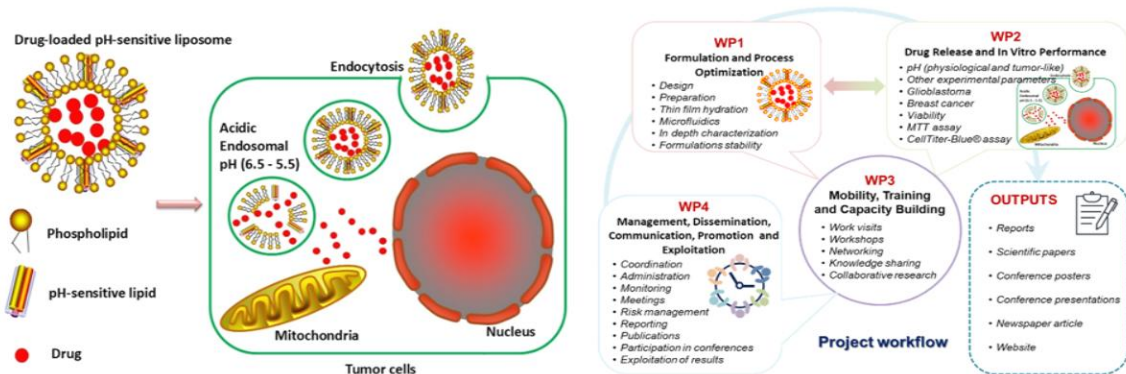 Drug-loaded pH-sensitive liposome
Phospholipid
pH-sensitive lipid
Drug
Endocytosis
Acidic
Endosomal
pH (6.5 - 5.5)
Mitochondria
Nucleus
Tumor cells
WP1
Formulation and Process
Optimization
• Design
• Preparation
• Thin film hydration
• Microfluidics
• In depth characterization
• Formulations stability
WP2
Drug Release and In Vitro Performance
• pH (physiological and tumor-like)
• Other experimental parameters
• Glioblastoma
• Breast cancer
• Viability
• MTT assay
• CellTiter-Blue® assay
Mitochondria
Nucleus
WP3
Mobility, Training
and Capacity Building
• Work visits
• Workshops
• Networking
• Knowledge sharing
• Collaborative research
WP4
Management, Dissemination,
Communication, Promotion and
Exploitation
• Coordination
• Administration
• Monitoring
• Meetings
• Risk management
• Reporting
• Publications
• Participation in conferences
• Exploitation of results
Project workflow
OUTPUTS
• Reports
• Scientific papers
• Conference posters
• Conference presentations
• Newspaper article
• Website